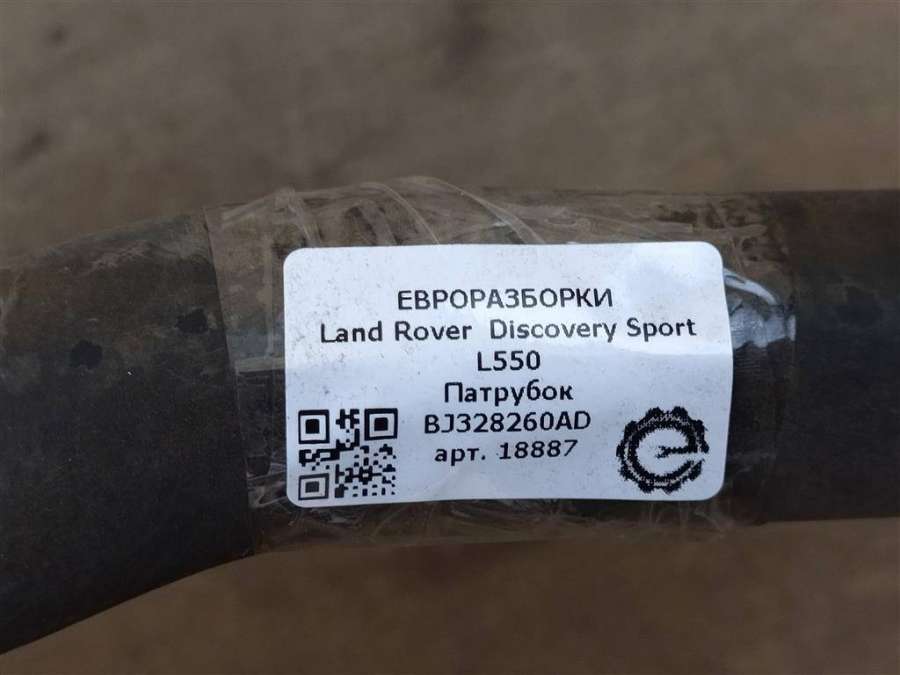 ЕВРОРАЗБОРКИ
Land Rover Discovery Sport
L550
Патрубок
BJ328260AD
арт. 18887